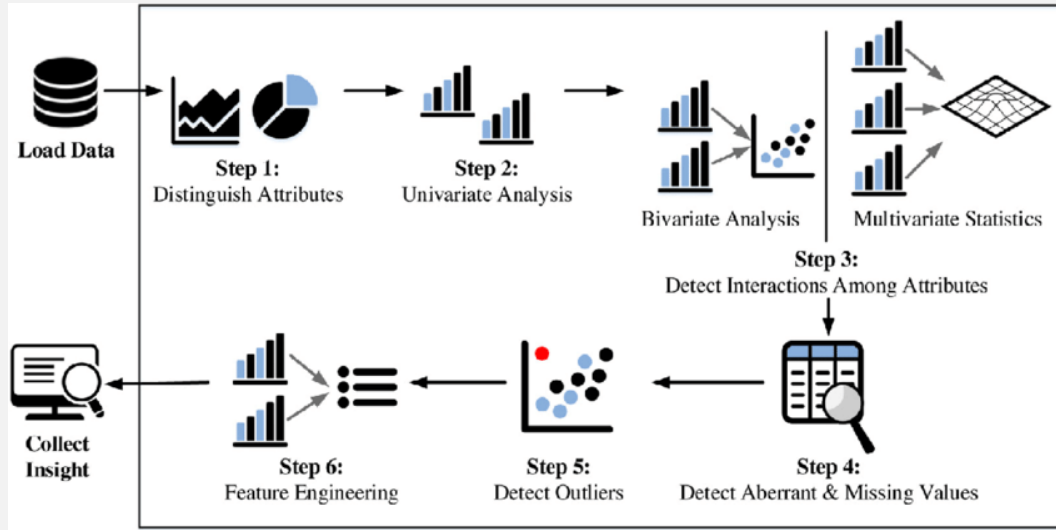 Load Data
Step 1:
Distinguish Attributes
Step 2:
Univariate Analysis
Bivariate Analysis
Multivariate Statistics
Step 3:
Detect Interactions Among Attributes
Step 4:
Detect Aberrant & Missing Values
Step 5:
Detect Outliers
Step 6:
Feature Engineering
Collect
Insight